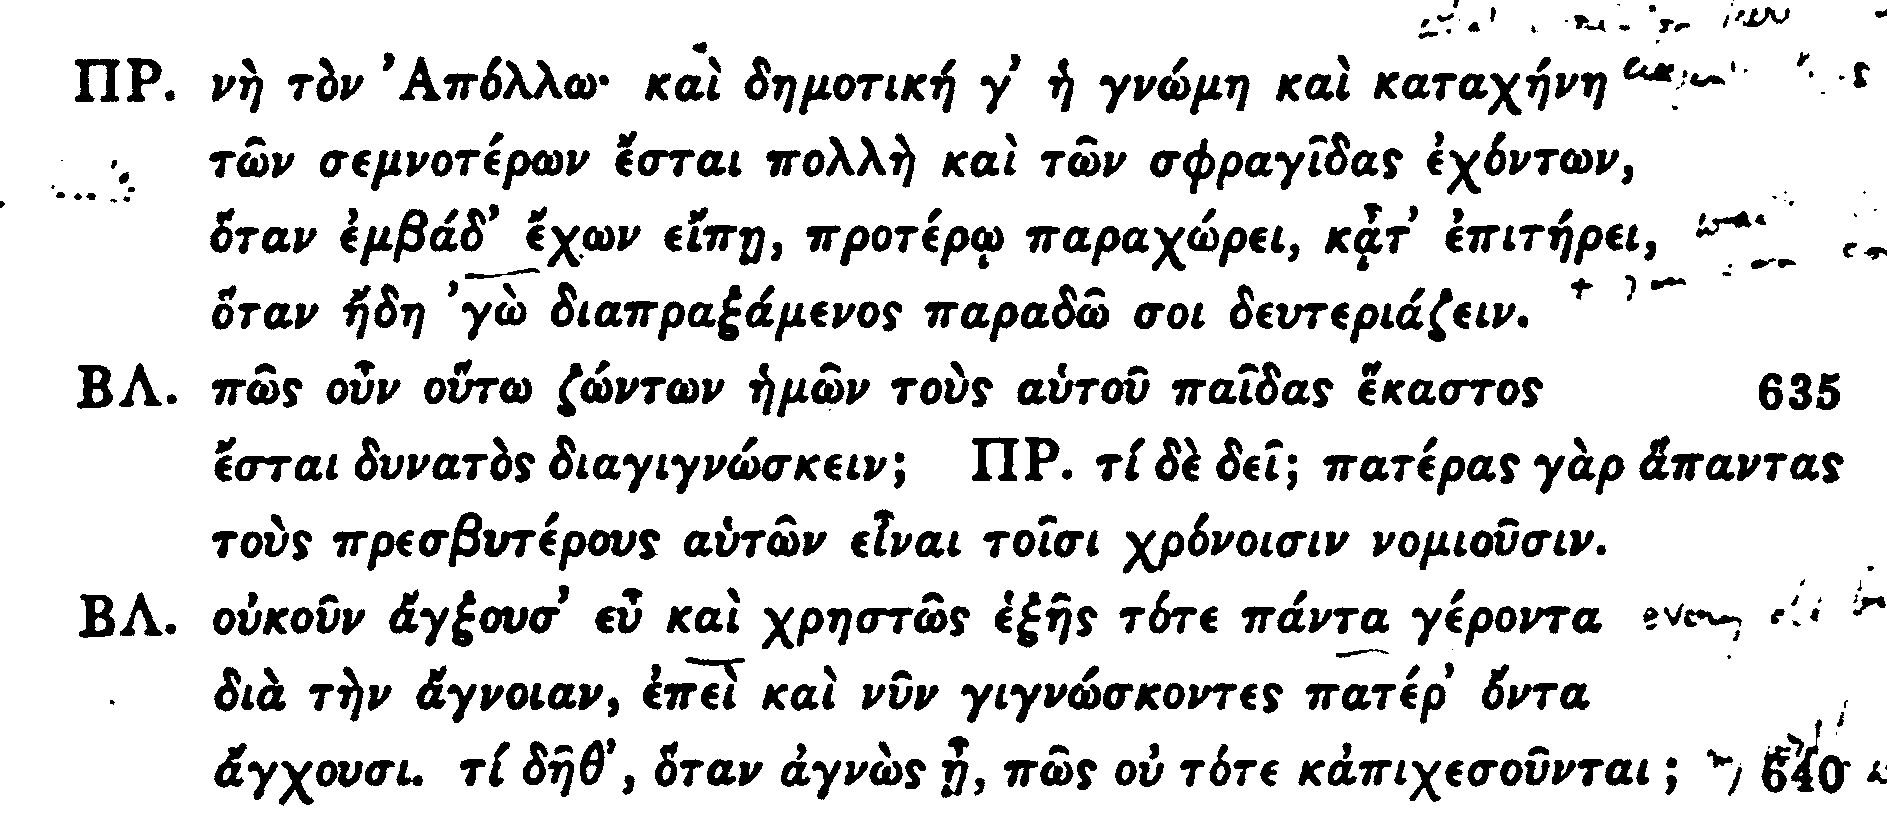 ΠΡ. νὴ τὸν Ἀπόλλω· καὶ δημοτική γ’ ἡ γνώμη καὶ καταχήνη
τῶν σεμνοτέρων ἔσται πολλὴ καὶ τῶν σφραγῖδας ἐχόντων,
ὅταν ἐμβάδ’ ἔχων εἴπῃ, προτέρῳ παραχώρει, κᾆτ’ ἐπιτήρει,
ὅταν ἤδη ’γὼ διαπραξάμενος παραδῶ σοι δευτεριάζειν.
ΒΛ. πῶς οὖν οὕτω ζώντων ἡμῶν τοὺς αὑτοῦ παῖδας ἕκαστος 635
ἔσται δυνατὸς διαγιγνώσκειν; ΠΡ. τί δὲ δεῖ; πατέρας γὰρ ἅπαντας
τοὺς πρεσβυτέρους αὑτῶν εἶναι τοῖσι χρόνοισιν νομιοῦσιν.
ΒΛ. οὐκοῦν ἄγξουσ’ εὖ καὶ χρηστῶς ἑξῆς τότε πάντα γέροντα
διὰ τὴν ἄγνοιαν, ἐπεὶ καὶ νῦν γιγνώσκοντες πατέρ’ ὄντα
ἄγχουσι. τί δῆθ’, ὅταν ἀγνὼς ᾖ, πῶς οὐ τότε κἀπιχεσοῦνται; 640